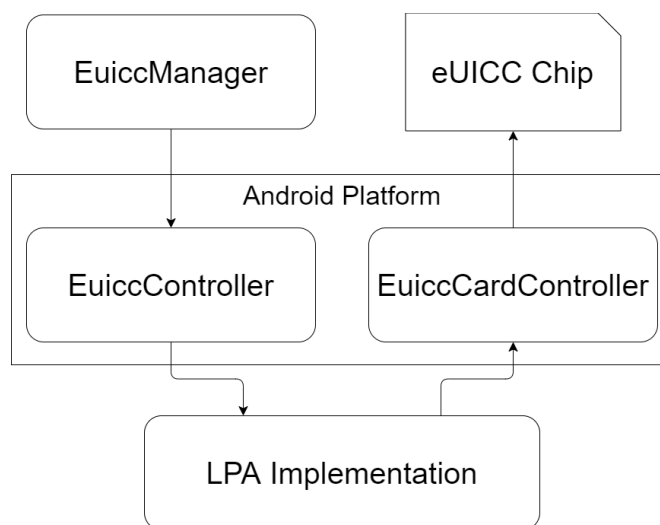 EuiccManager
eUICC Chip
Android Platform
EuiccController
EuiccCardController
LPA Implementation